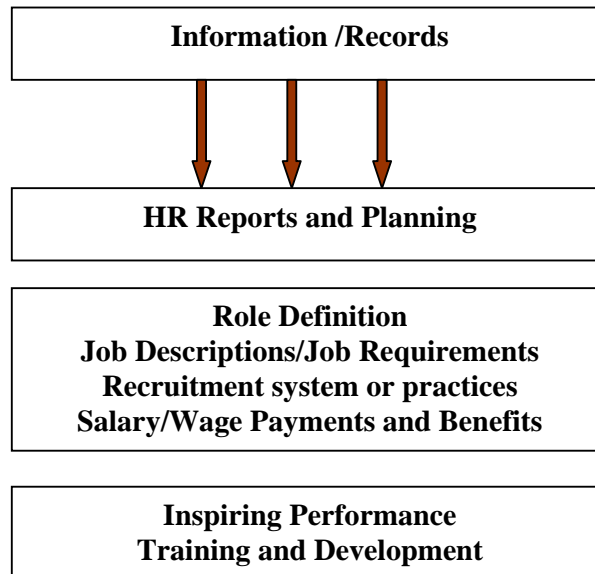 Information /Records
HR Reports and Planning
Role Definition
Job Descriptions/Job Requirements
Recruitment system or practices
Salary/Wage Payments and Benefits
Inspiring Performance
Training and Development